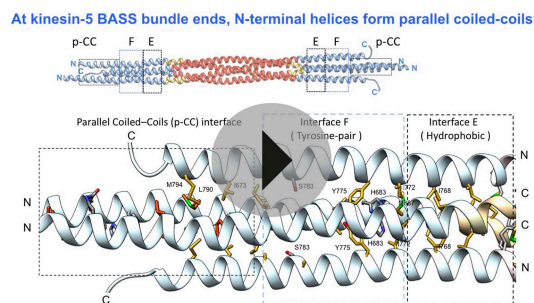 At kinesin-5 BASS bundle ends, N-terminal helices form parallel coiled-coils
p-CC F E E F p-CC
C
N N
C C
N N
C
Parallel Coiled–Coils (p-CC) interface Interface F Interface E
( Tyrosine-pair ) ( Hydrophobic )
C
N
M794 L790 I673 S783 Y775 H683 I772 I768
N C
N C
S783 Y775 H683 I772 I768
N
C